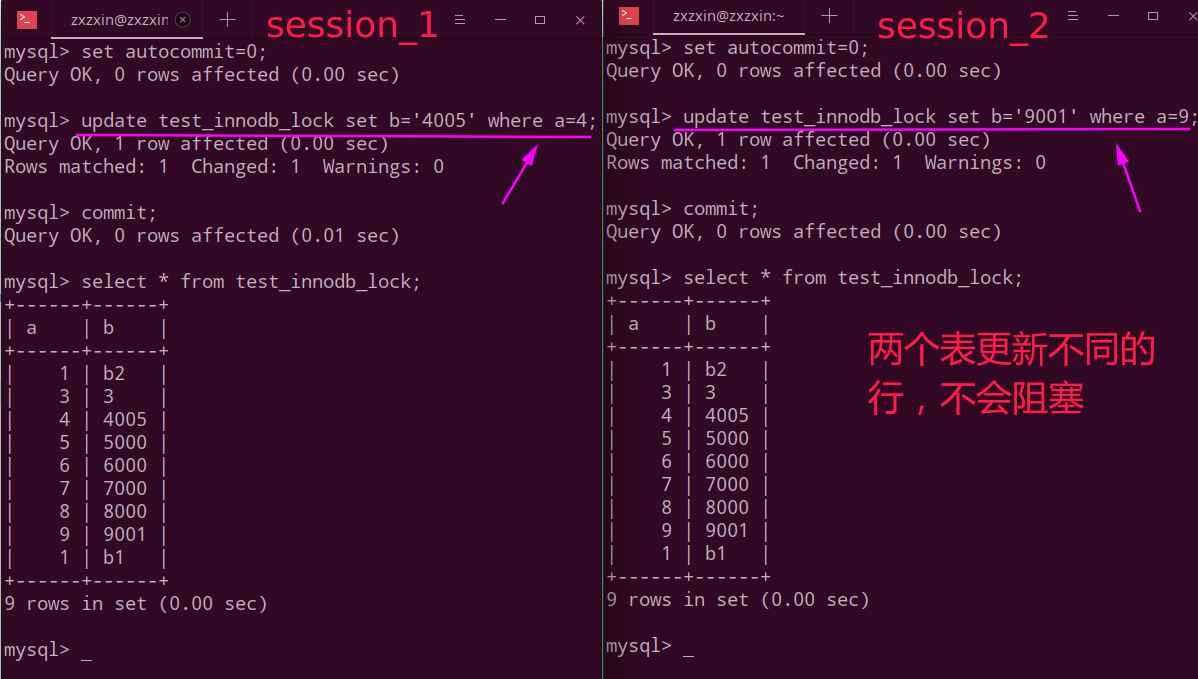 zxzxin@zxzxin
session_1
mysql> set autocommit=0;
Query OK, 0 rows affected (0.00 sec)
mysql> update test_innodb_lock set b='4005' where a=4;
Query OK, 1 row affected (0.00 sec)
Rows matched: 1  Changed: 1  Warnings: 0
mysql> commit;
Query OK, 0 rows affected (0.01 sec)
mysql> select * from test_innodb_lock;
+------+------+
| a    | b    |
+------+------+
|    1 | b2   |
|    3 | 3    |
|    4 | 4005 |
|    5 | 5000 |
|    6 | 6000 |
|    7 | 7000 |
|    8 | 8000 |
|    9 | 9001 |
|    1 | b1   |
+------+------+
9 rows in set (0.00 sec)
mysql> _
zxzxin@zxzxin:~
session_2
mysql> set autocommit=0;
Query OK, 0 rows affected (0.00 sec)
mysql> update test_innodb_lock set b='9001' where a=9;
Query OK, 1 row affected (0.00 sec)
Rows matched: 1  Changed: 1  Warnings: 0
mysql> commit;
Query OK, 0 rows affected (0.00 sec)
mysql> select * from test_innodb_lock;
+------+------+
| a    | b    |
+------+------+
|    1 | b2   |
|    3 | 3    |
|    4 | 4005 |
|    5 | 5000 |
|    6 | 6000 |
|    7 | 7000 |
|    8 | 8000 |
|    9 | 9001 |
|    1 | b1   |
+------+------+
9 rows in set (0.00 sec)
mysql> _
两个表更新不同的
行，不会阻塞